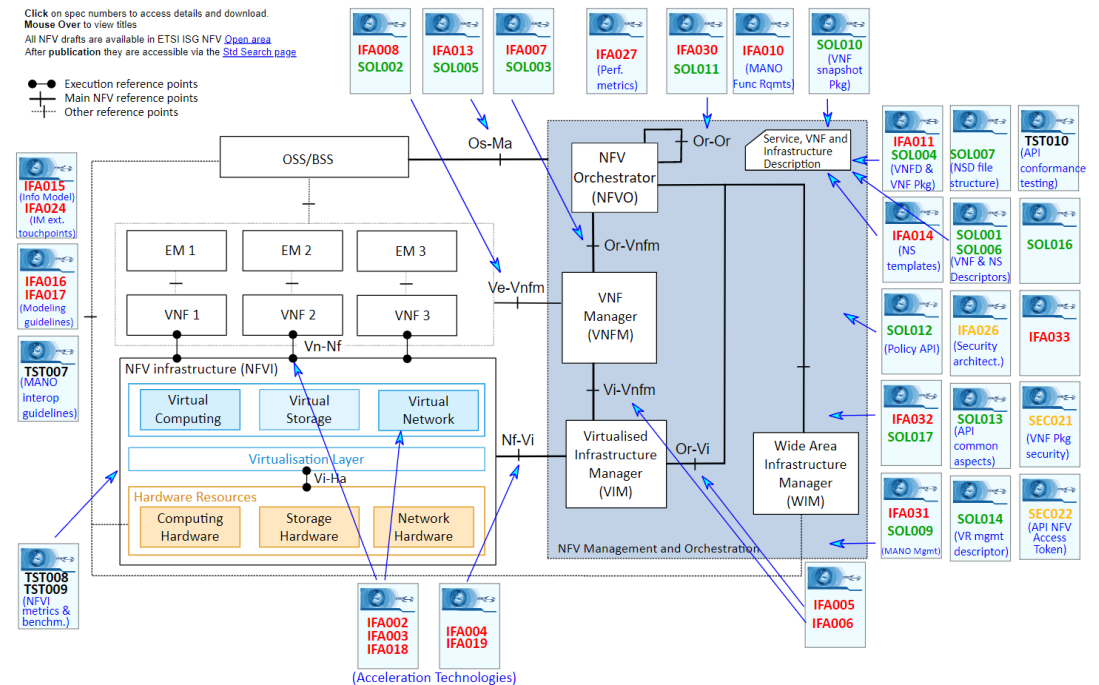 Click on spec numbers to access details and download.
Mouse Over to view titles
All NFV drafts are available in ETSI ISG NFV Open area
After publication they are accessible via the Std Search page
Execution reference points
Main NFV reference points
Other reference points
IFA008
SOL002
IFA013
SOL005
IFA007
SOL003
IFA027
(Perf.
metrics)
IFA030
SOL011
IFA010
(MANO
Func Rqmts)
SOL010
(VNF
snapshot
Pkg)
IFA015
(Info Model)
IFA024
(IM ext.
touchpoints)
IFA016
IFA017
(Modeling
guidelines)
TST007
(MANO
interop
guidelines)
TST008
TST009
(NFVI
metrics &
benchm.)
OSS/BSS
Os-Ma
EM 1
EM 2
EM 3
VNF 1
VNF 2
VNF 3
Vn-Nf
Ve-Vnfm
NFV infrastructure (NFVI)
Virtual
Computing
Virtual
Storage
Virtual
Network
Virtualisation Layer
Vi-Ha
Hardware Resources
Computing
Hardware
Storage
Hardware
Network
Hardware
Nf-Vi
NFV
Orchestrator
(NFVO)
Or-Or
Service, VNF and
Infrastructure
Description
Or-Vnfm
VNF
Manager
(VNFM)
Vi-Vnfm
Virtualised
Infrastructure
Manager
(VIM)
Or-Vi
Wide Area
Infrastructure
Manager
(WIM)
NFV Management and Orchestration
IFA011
SOL004
(VNFD &
VNF Pkg)
SOL007
(NSD file
structure)
TST010
(API
conformance
testing)
IFA014
(NS
templates)
SOL001
SOL006
(VNF & NS
Descriptors)
SOL016
SOL012
(Policy API)
IFA026
(Security
architect.)
IFA033
IFA032
SOL017
SOL013
(API
common
aspects)
SEC021
(VNF Pkg
security)
IFA031
SOL009
(MANO Mgmt)
SOL014
(VR mgmt
descriptor)
SEC022
(API NFV
Access
Token)
IFA002
IFA003
IFA018
IFA004
IFA019
(Acceleration Technologies)
IFA005
IFA006